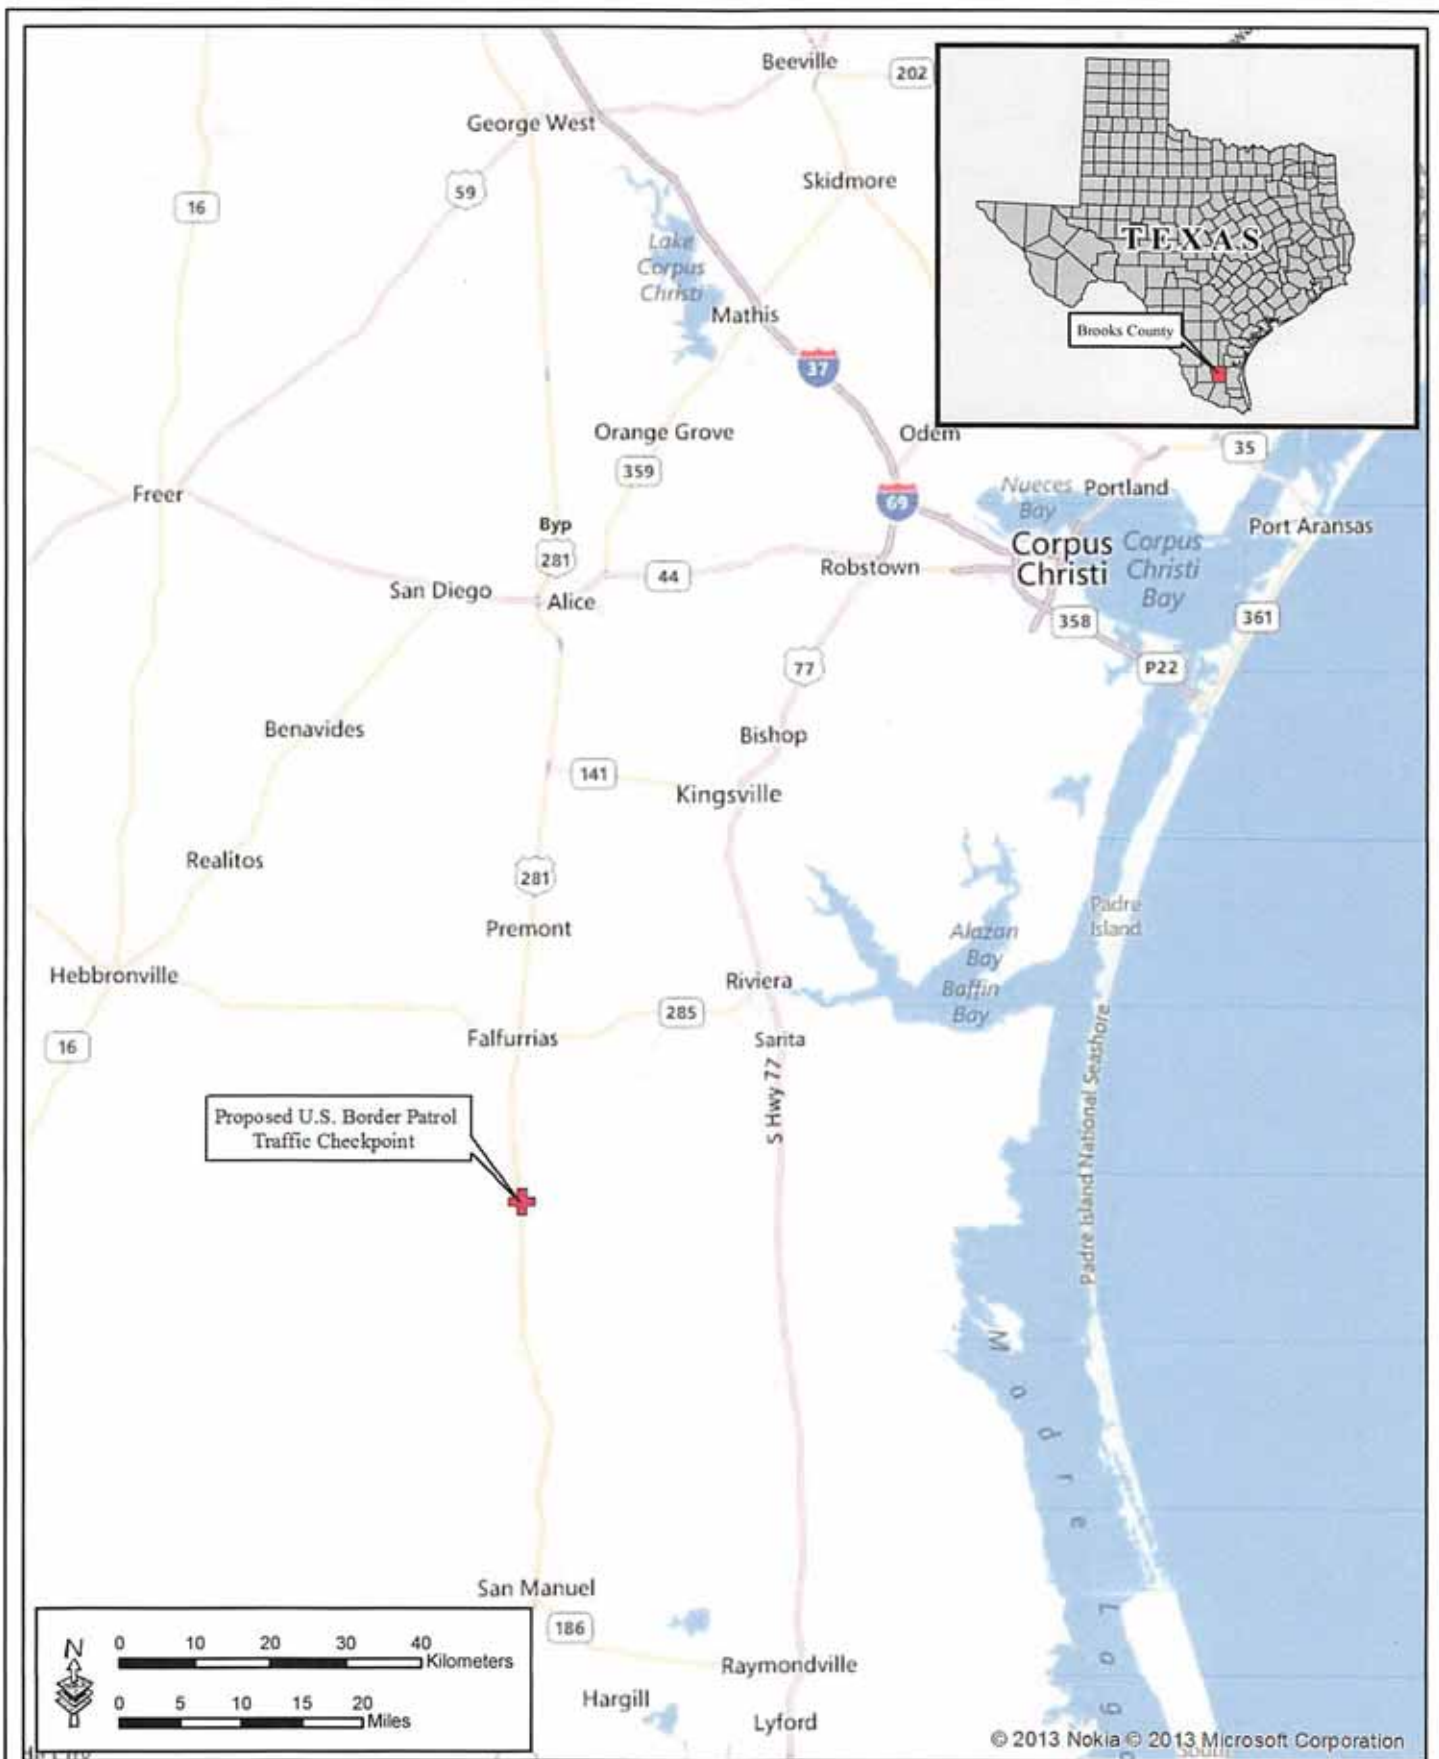 Beeville
202
George West
59
Skidmore
16
TEXAS
Lake
Corpus
Christi
Mathis
Brooks County
37
Orange Grove
Odem
35
359
Freer
69
Nueces
Bay
Portland
Byp
281
Port Aransas
Corpus
Christi
Corpus
Christi
Bay
44
Robstown
San Diego
Alice
358
361
77
P22
Benavides
Bishop
141
Kingsville
Realitos
281
Padre
Island
Premont
Alazan
Bay
Hebbronville
Riviera
Baffin
Bay
285
16
Falfurrias
Sarita
S Hwy 77
Padre Island National Seashore
Proposed U.S. Border Patrol
Traffic Checkpoint
M a d r e
L a g
San Manuel
186
Raymondville
Hargill
Lyford
N
0 10 20 30 40
Kilometers
0 5 10 15 20
Miles
© 2013 Nokia © 2013 Microsoft Corporation
South